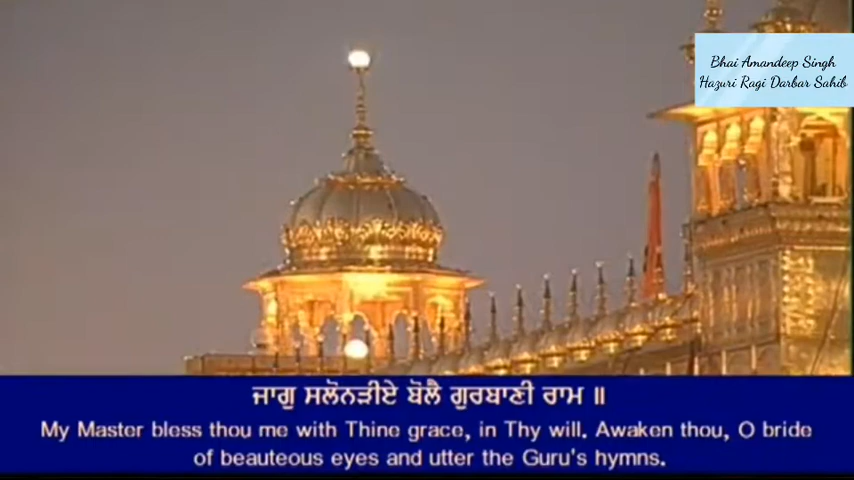 Bhai Amandeep Singh
Hazuri Ragi Darbar Sahib
ਜਾਗੁ ਸਲੋਨੜੀਏ ਬੋਲੈ ਗੁਰਬਾਣੀ ਰਾਮ ॥
My Master bless thou me with Thine grace, in Thy will. Awaken thou, O bride
of beauteous eyes and utter the Guru's hymns.